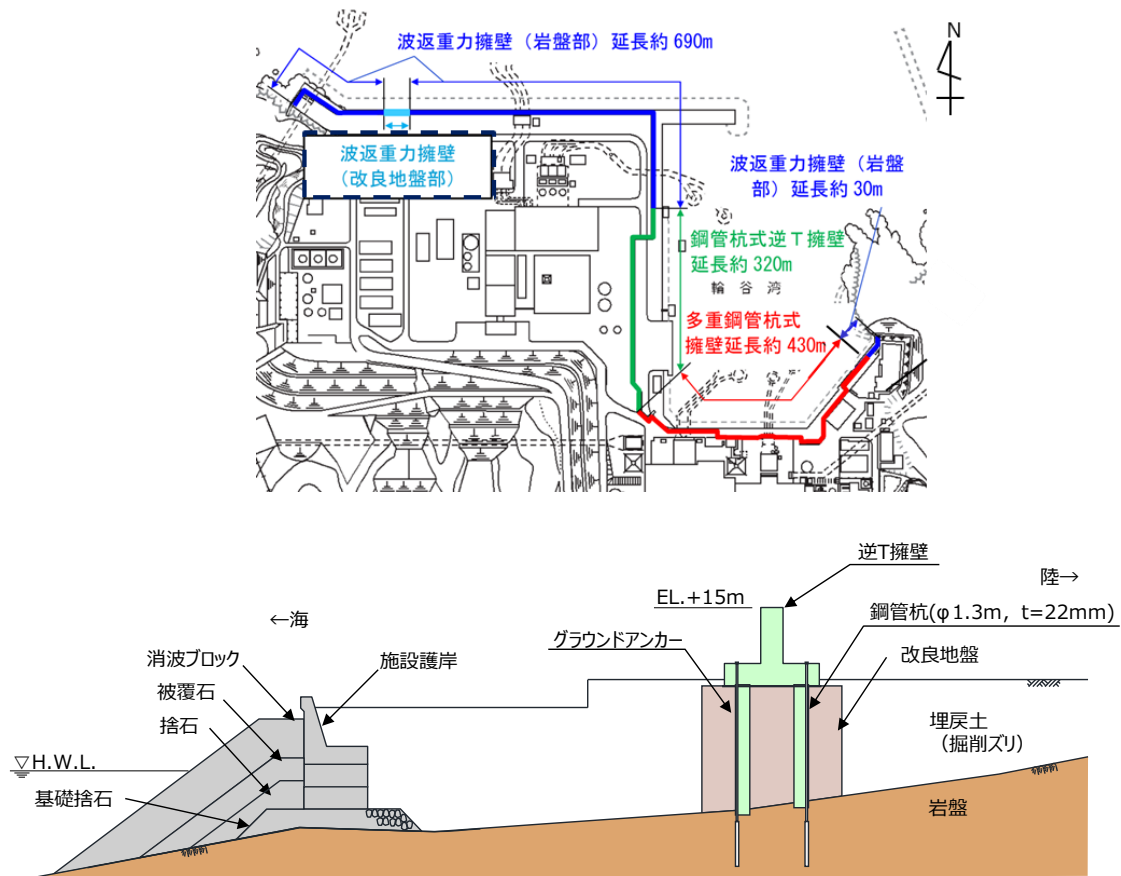 波返重力擁壁（岩盤部）延長約 690m
N
波返重力擁壁
（改良地盤部）
波返重力擁壁（岩盤
部）延長約 30m
鋼管杭式逆Ｔ擁壁
延長約 320m
輪谷湾
多重鋼管杭式
擁壁延長約 430m
逆T擁壁
陸→
EL.+15m
鋼管杭(φ1.3m, t=22mm)
←海
グラウンドアンカー
改良地盤
消波ブロック
施設護岸
被覆石
捨石
埋戻土
（掘削ズリ）
▽H.W.L.
基礎捨石
岩盤